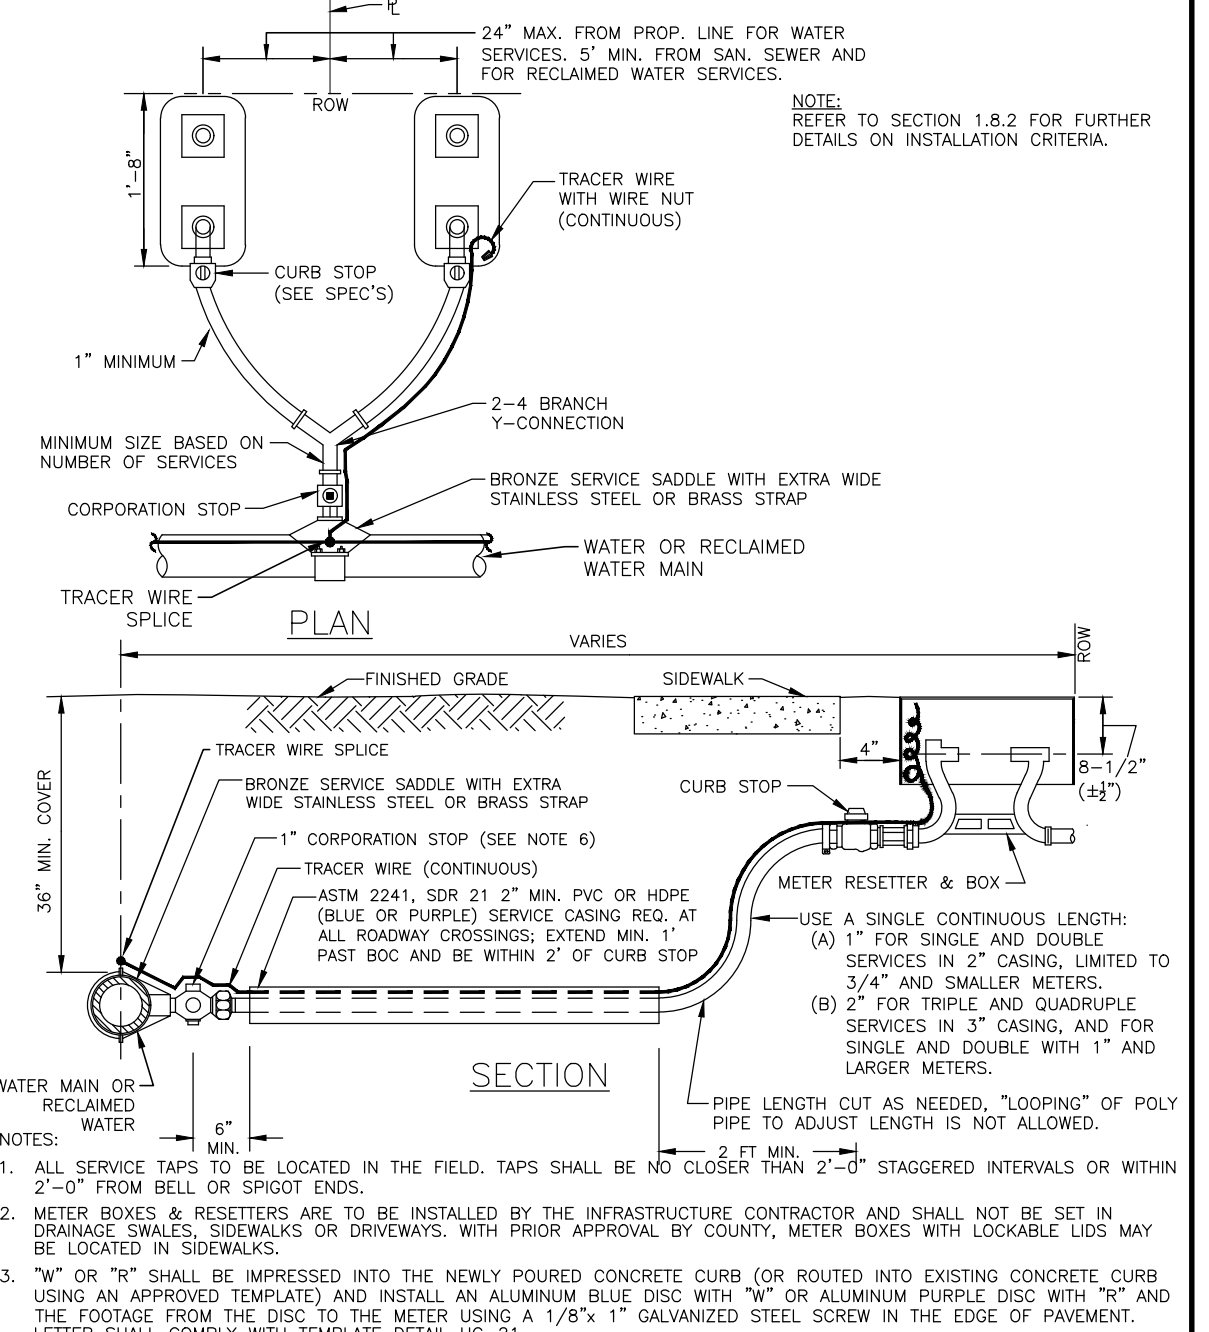 PL
24” MAX. FROM PROP. LINE FOR WATER
SERVICES. 5' MIN. FROM SAN. SEWER AND
FOR RECLAIMED WATER SERVICES.
ROW
NOTE:
REFER TO SECTION 1.8.2 FOR FURTHER
DETAILS ON INSTALLATION CRITERIA.
1'-8”
TRACER WIRE
WITH WIRE NUT
(CONTINUOUS)
CURB STOP
(SEE SPEC'S)
1” MINIMUM
2-4 BRANCH
Y-CONNECTION
MINIMUM SIZE BASED ON
NUMBER OF SERVICES
BRONZE SERVICE SADDLE WITH EXTRA WIDE
STAINLESS STEEL OR BRASS STRAP
CORPORATION STOP
WATER OR RECLAIMED
WATER MAIN
TRACER WIRE
SPLICE
PLAN
VARIES
ROW
FINISHED GRADE
SIDEWALK
TRACER WIRE SPLICE
4”
8-1/2”
(±½”)
BRONZE SERVICE SADDLE WITH EXTRA
WIDE STAINLESS STEEL OR BRASS STRAP
CURB STOP
36” MIN. COVER
1” CORPORATION STOP (SEE NOTE 6)
TRACER WIRE (CONTINUOUS)
METER RESETTER & BOX
ASTM 2241, SDR 21 2” MIN. PVC OR HDPE
(BLUE OR PURPLE) SERVICE CASING REQ. AT
ALL ROADWAY CROSSINGS; EXTEND MIN. 1'
PAST BOC AND BE WITHIN 2' OF CURB STOP
USE A SINGLE CONTINUOUS LENGTH:
(A) 1” FOR SINGLE AND DOUBLE
SERVICES IN 2” CASING, LIMITED TO
3/4” AND SMALLER METERS.
(B) 2” FOR TRIPLE AND QUADRUPLE
SERVICES IN 3” CASING, AND FOR
SINGLE AND DOUBLE WITH 1” AND
LARGER METERS.
SECTION
WATER MAIN OR
RECLAIMED
WATER
PIPE LENGTH CUT AS NEEDED, ”LOOPING” OF POLY
PIPE TO ADJUST LENGTH IS NOT ALLOWED.
6”
MIN.
2 FT MIN.
NOTES:
1. ALL SERVICE TAPS TO BE LOCATED IN THE FIELD. TAPS SHALL BE NO CLOSER THAN 2'-0” STAGGERED INTERVALS OR WITHIN
2'-0” FROM BELL OR SPIGOT ENDS.
2. METER BOXES & RESETTERS ARE TO BE INSTALLED BY THE INFRASTRUCTURE CONTRACTOR AND SHALL NOT BE SET IN
DRAINAGE SWALES, SIDEWALKS OR DRIVEWAYS. WITH PRIOR APPROVAL BY COUNTY, METER BOXES WITH LOCKABLE LIDS MAY
BE LOCATED IN SIDEWALKS.
3. ”W” OR ”R” SHALL BE IMPRESSED INTO THE NEWLY POURED CONCRETE CURB (OR ROUTED INTO EXISTING CONCRETE CURB
USING AN APPROVED TEMPLATE) AND INSTALL AN ALUMINUM BLUE DISC WITH ”W” OR ALUMINUM PURPLE DISC WITH ”R” AND
THE FOOTAGE FROM THE DISC TO THE METER USING A 1/8”x 1” GALVANIZED STEEL SCREW IN THE EDGE OF PAVEMENT.
LETTER SHALL COMPLY WITH TEMPLATE DETAIL